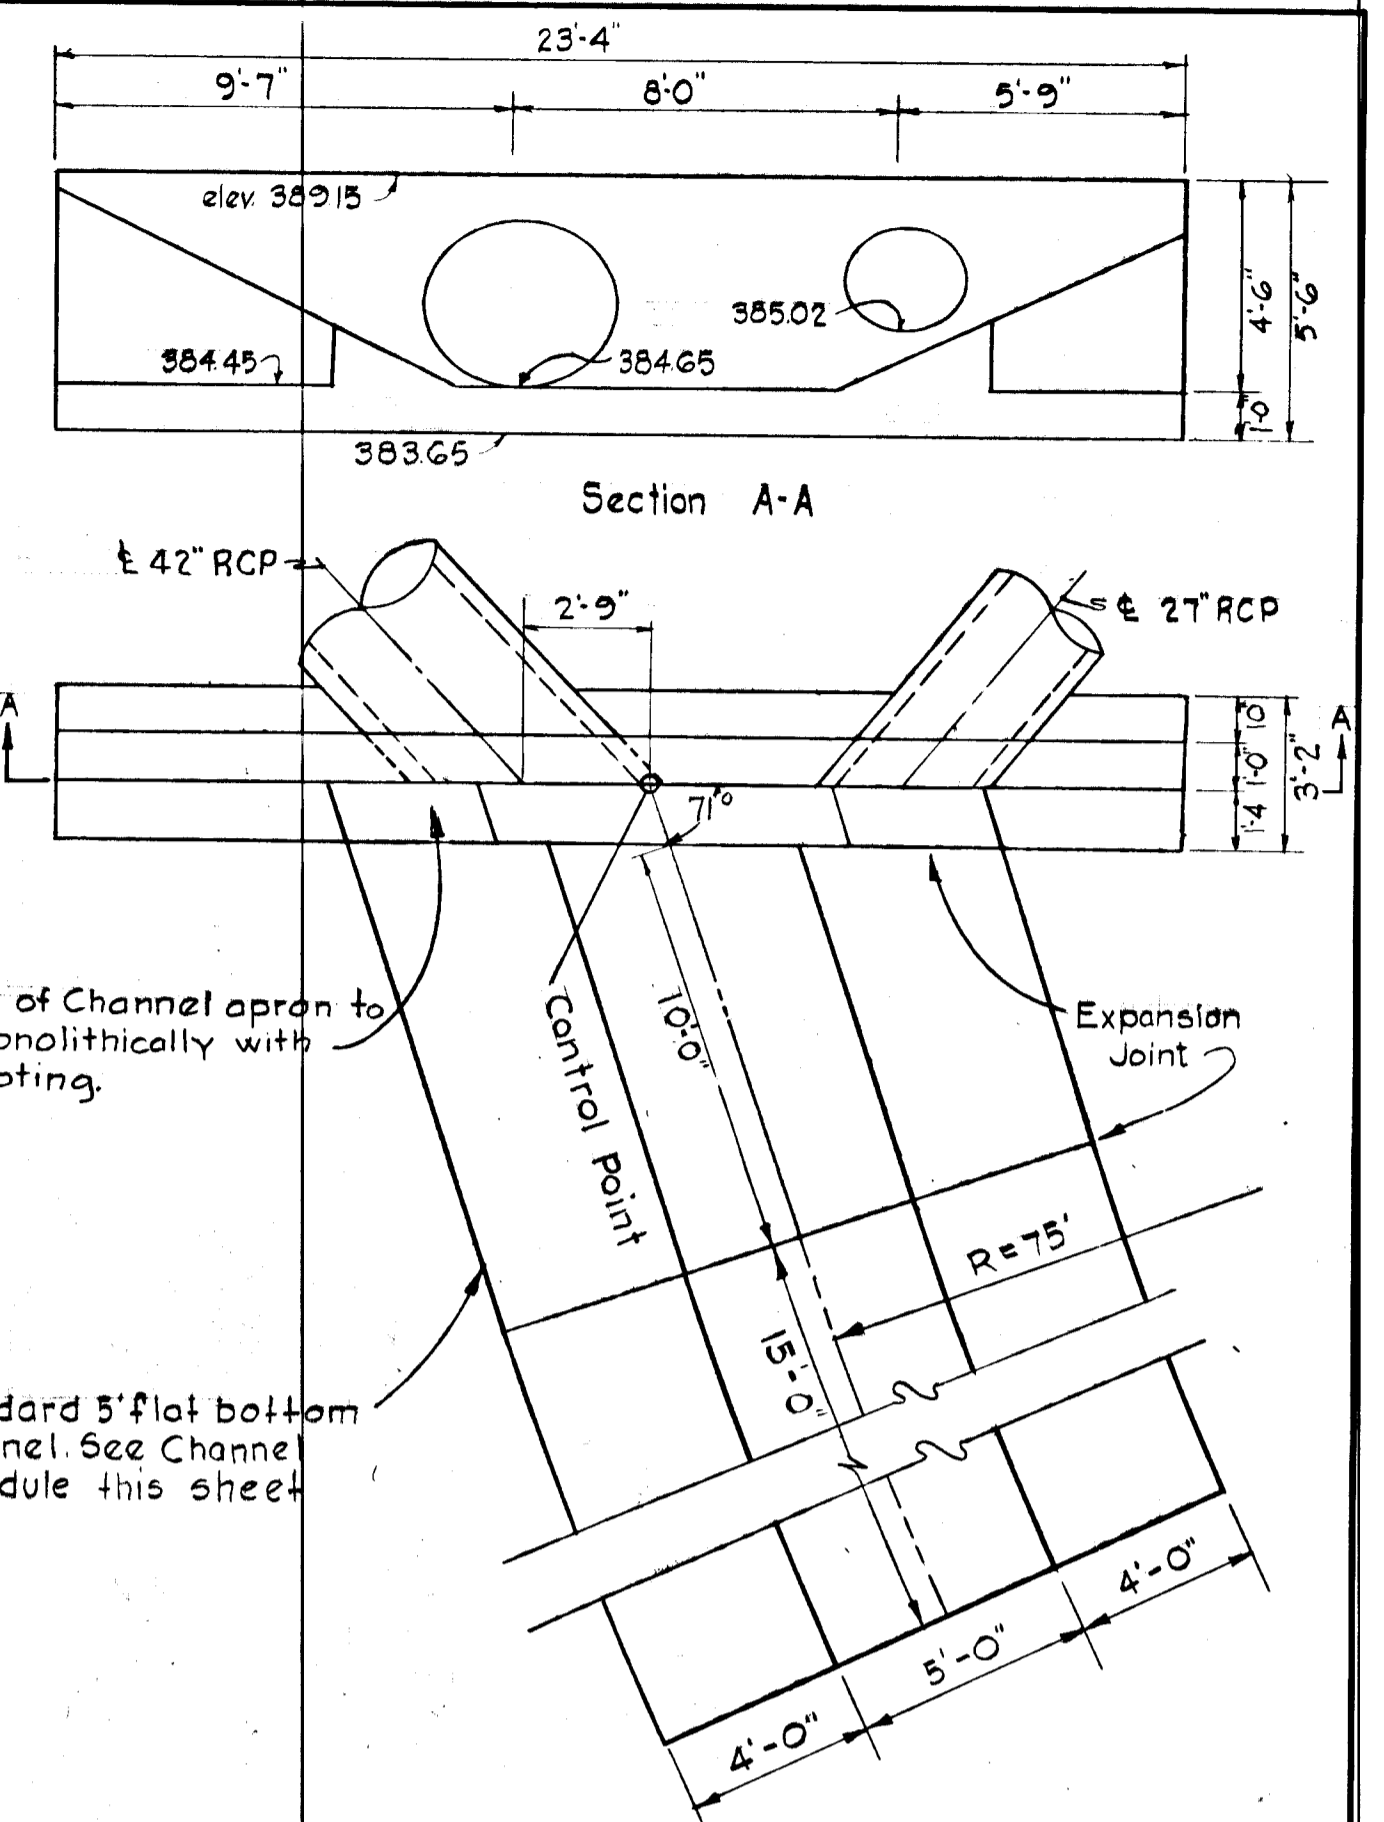 23'-4"
9'-7"
8'-0"
5'-9"
elev. 389.15
385.02
384.45
384.65
383.65
4'-6"
5'-6"
1'-0"
Section A-A
℄ 42" RCP
2'-9"
℄ 27" RCP
A
A
10"
1'-0"
3'-2"
1'-4
71°
of Channel apron to
onolithically with
oting.
Control Point
10'-0"
Expansion
Joint
R=75'
15'-0"
dard 5' flat bottom
nel. See Channel
dule this sheet
4'-0"
5'-0"
4'-0"